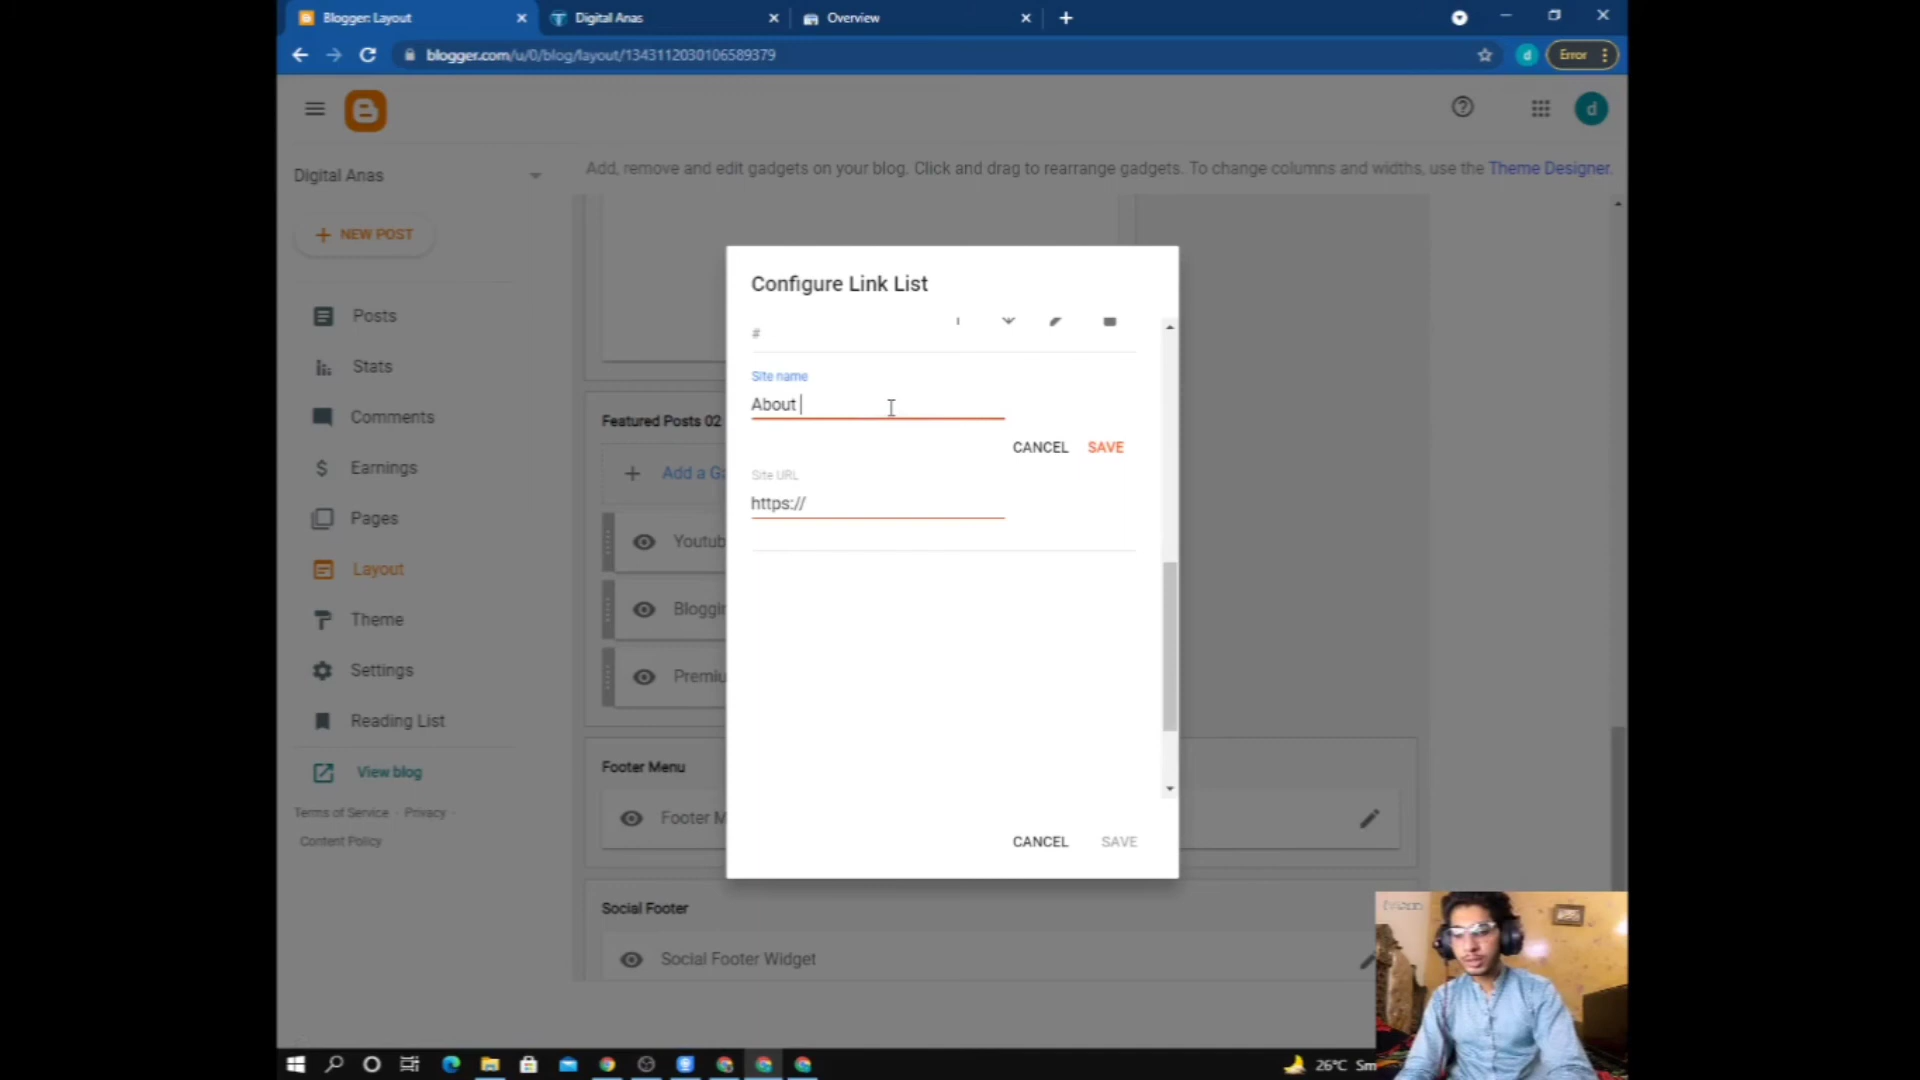 Blogger: Layout
Digital Anas
Overview
blogger.com/u/0/blog/layout/1343112030106589379
Error
d
d
Digital Anas
Add, remove and edit gadgets on your blog. Click and drag to rearrange gadgets. To change columns and widths, use the Theme Designer.
NEW POST
Posts
Stats
Comments
Earnings
Pages
Layout
Theme
Settings
Reading List
View blog
Terms of Service · Privacy ·
Content Policy
Configure Link List
#
Site name
About
CANCEL SAVE
Site URL
https://
CANCEL SAVE
Featured Posts 02
Add a Ga
Youtub
Bloggin
Premiu
Footer Menu
Footer M
Social Footer
Social Footer Widget
26°C Sm